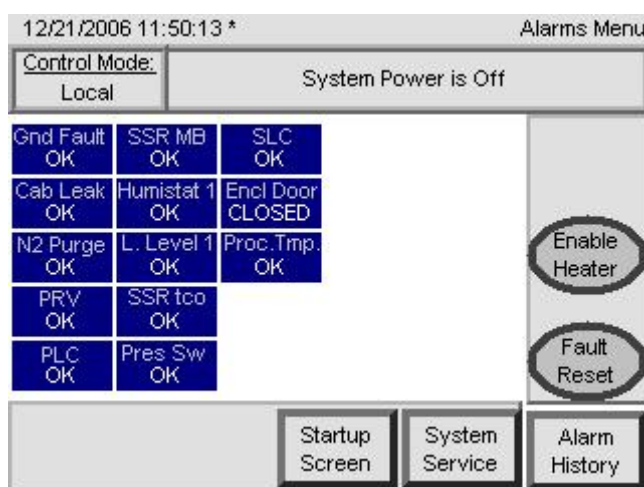 12/21/2006 11:50:13 *
Alarms Menu
Control Mode:
Local
System Power is Off
Gnd Fault
OK
SSR MB
OK
SLC
OK
Cab Leak
OK
Humistat 1
OK
Encl Door
CLOSED
N2 Purge
OK
L. Level 1
OK
Proc.Tmp.
OK
PRV
OK
SSR tco
OK
PLC
OK
Pres Sw
OK
Enable
Heater
Fault
Reset
Startup
Screen
System
Service
Alarm
History